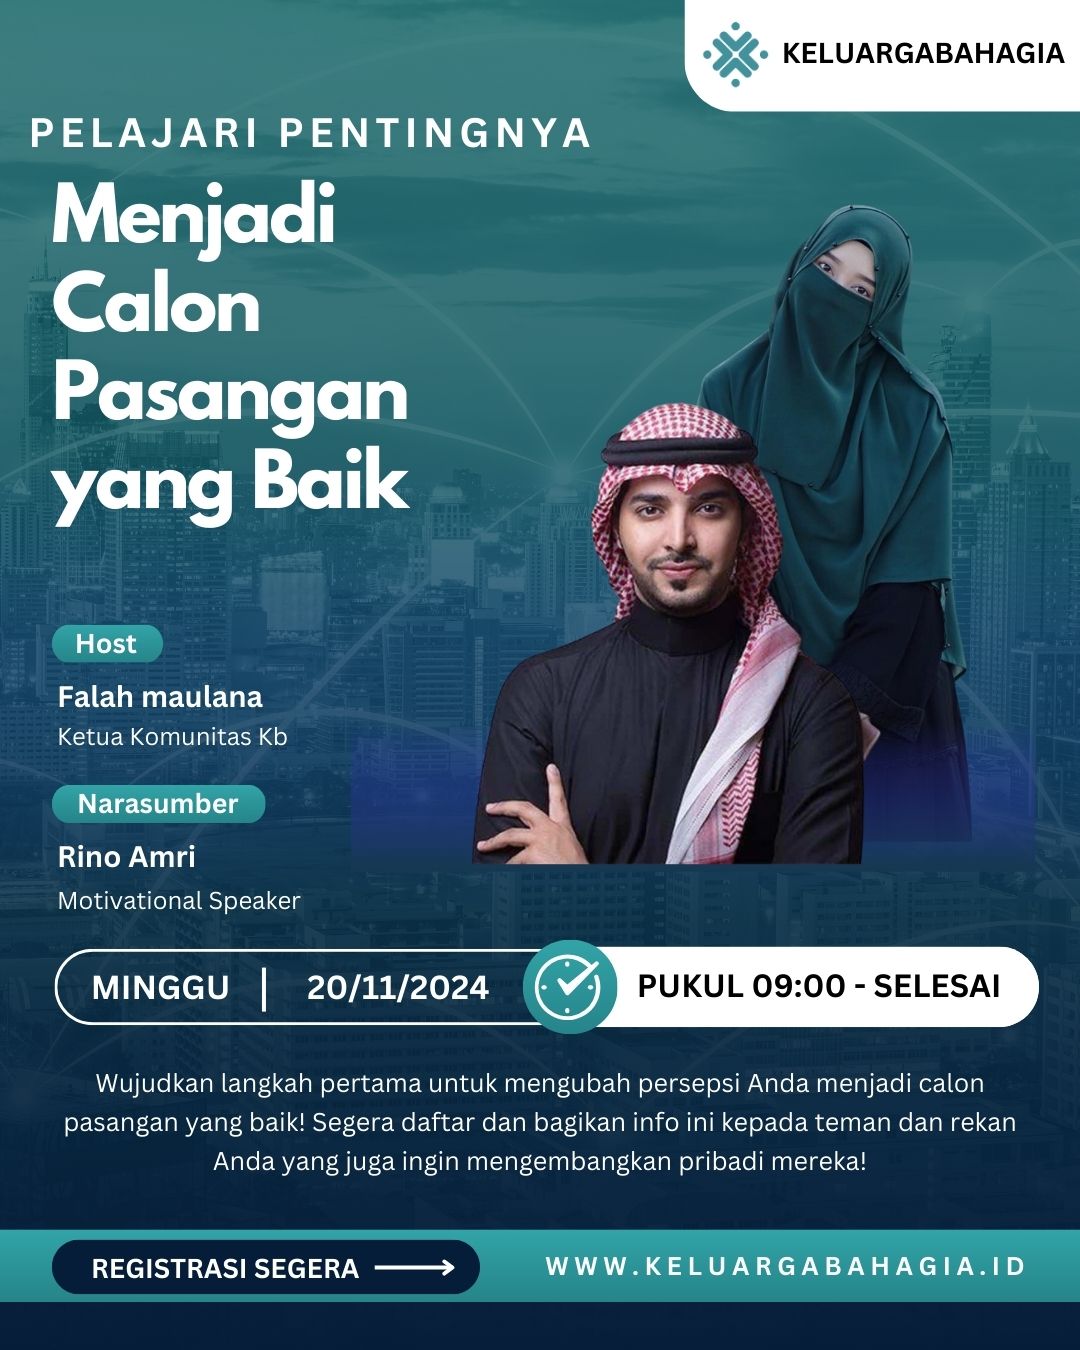 KELUARGABAHAGIA
PELAJARI PENTINGNYA
Menjadi
Calon
Pasangan
yang Baik
Host
Falah maulana
Ketua Komunitas Kb
Narasumber
Rino Amri
Motivational Speaker
MINGGU | 20/11/2024
PUKUL 09:00 - SELESAI
Wujudkan langkah pertama untuk mengubah persepsi Anda menjadi calon
pasangan yang baik! Segera daftar dan bagikan info ini kepada teman dan rekan
Anda yang juga ingin mengembangkan pribadi mereka!
REGISTRASI SEGERA
WWW.KELUARGABAHAGIA.ID